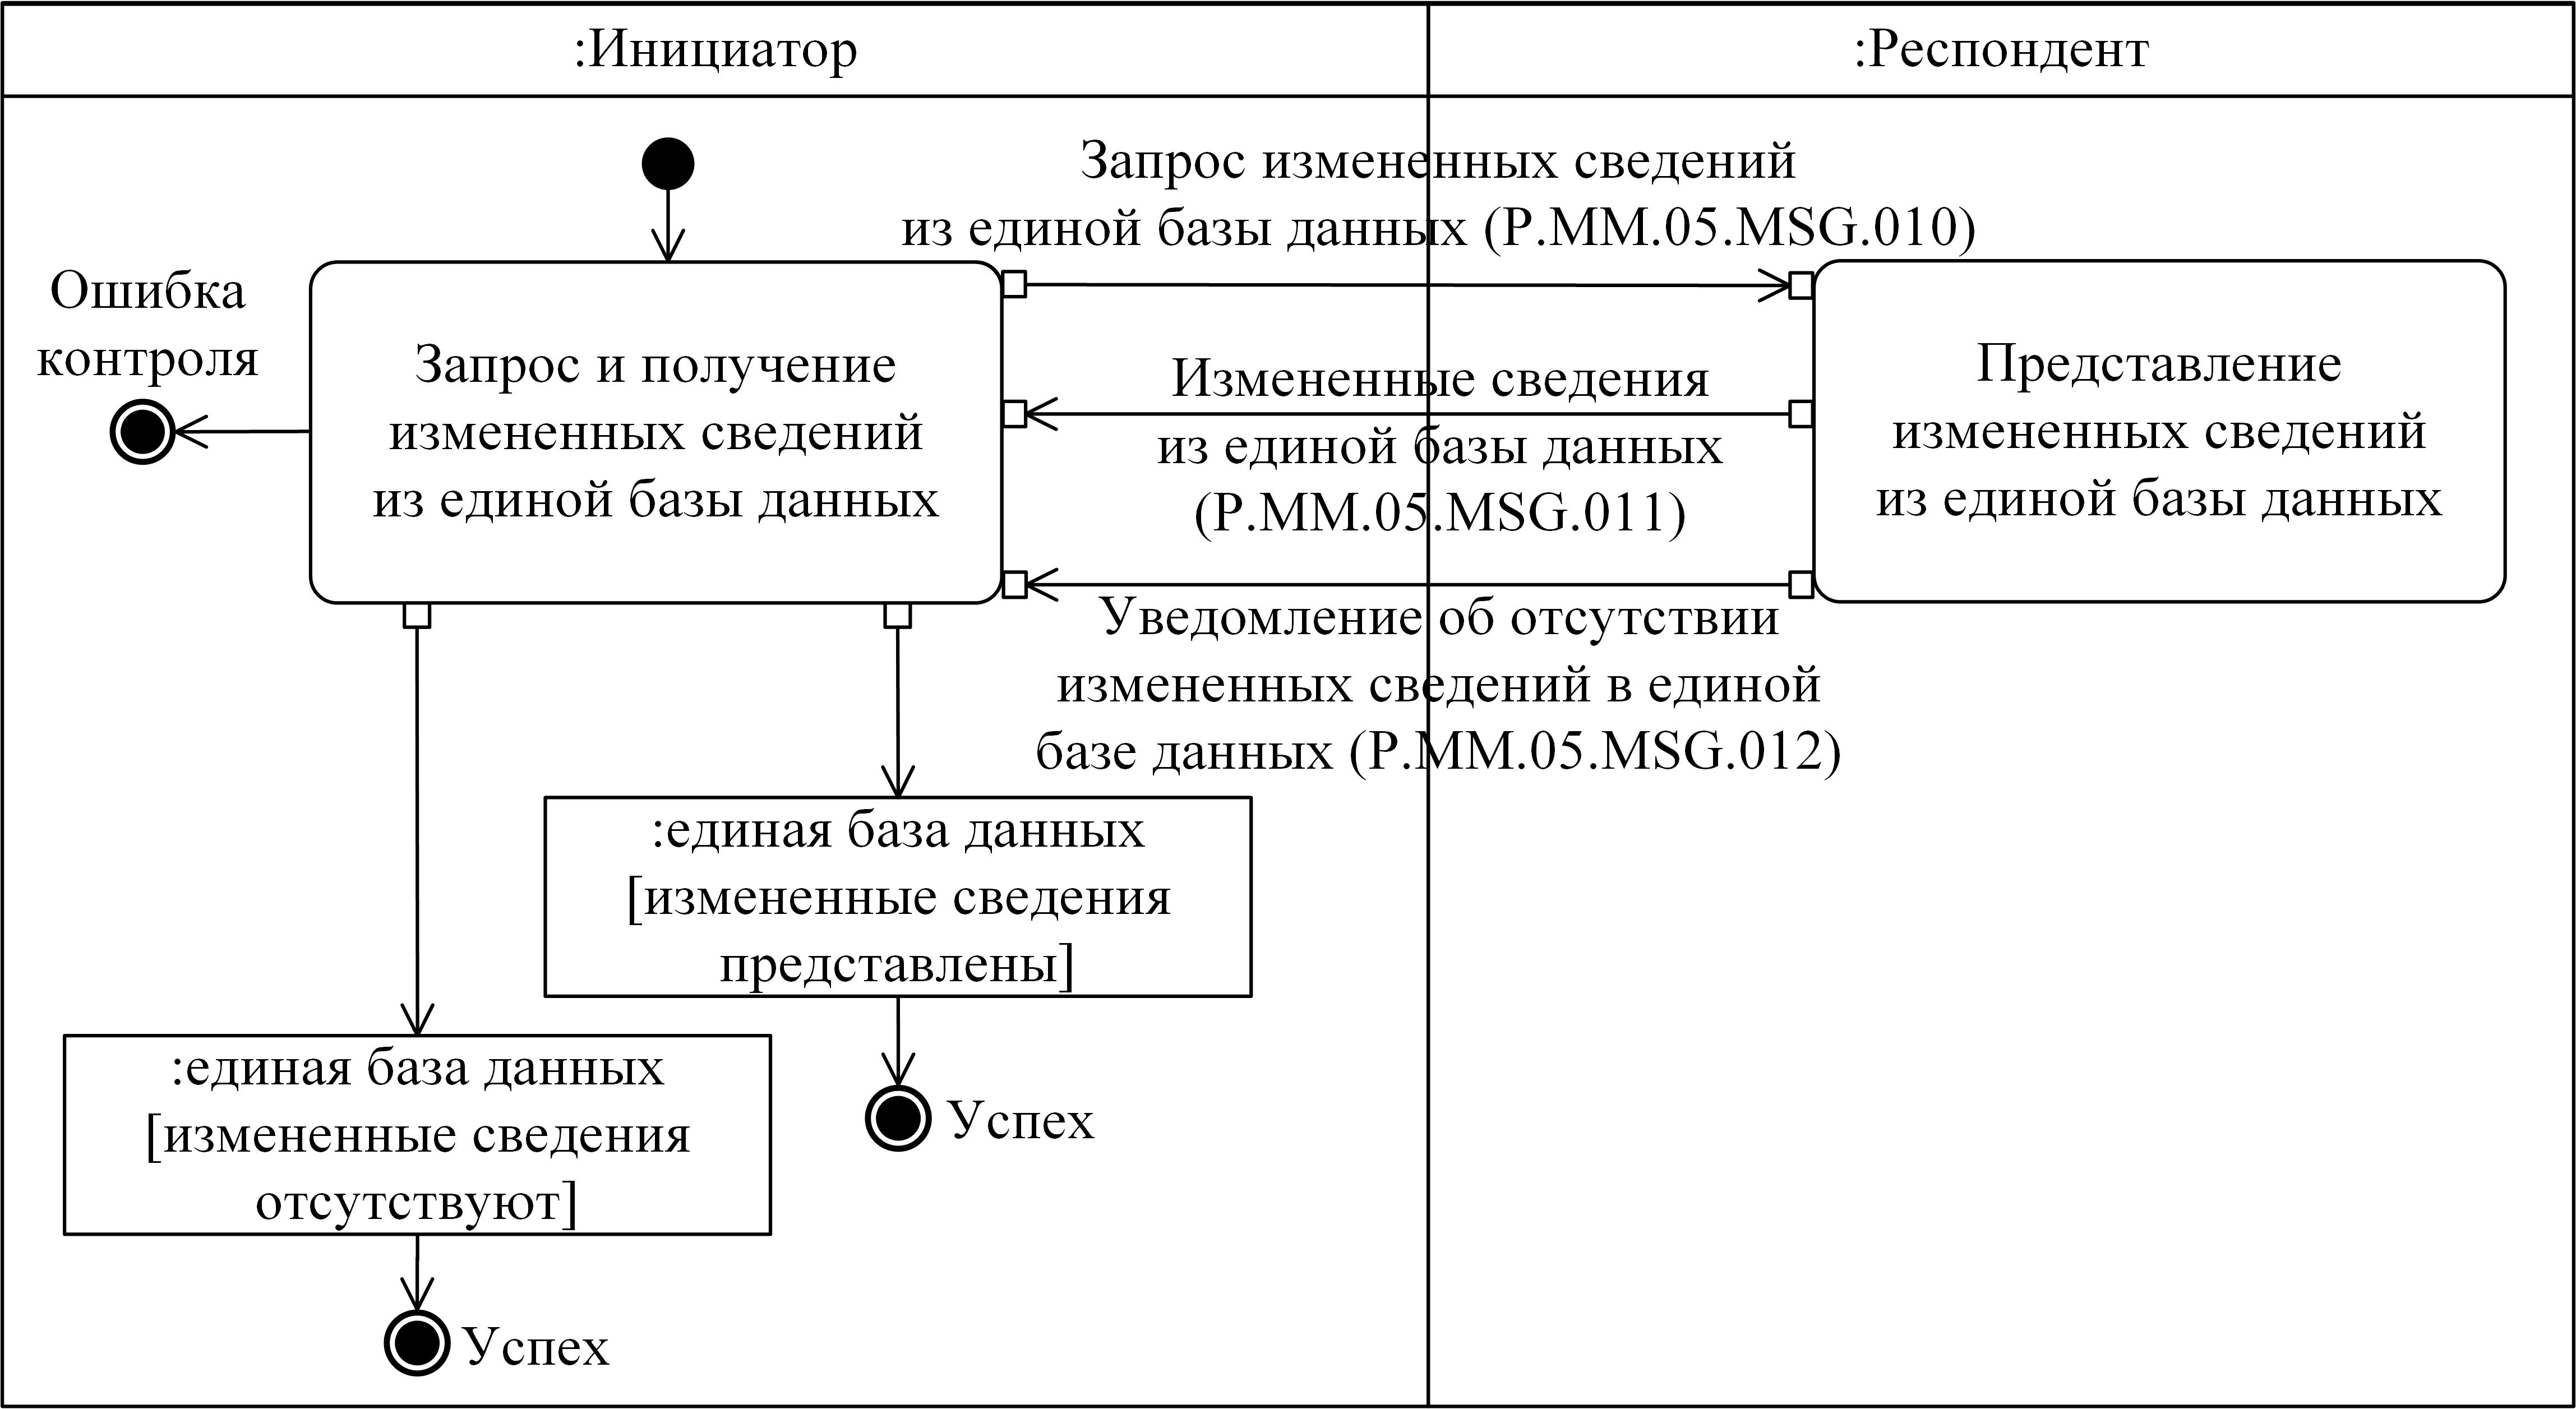 :Инициатор
:Респондент
Запрос измененных сведений
из единой базы данных (P.MM.05.MSG.010)
Ошибка
контроля
Запрос и получение
измененных сведений
из единой базы данных
Измененные сведения
из единой базы данных
(P.MM.05.MSG.011)
Представление
измененных сведений
из единой базы данных
Уведомление об отсутствии
измененных сведений в единой
базе данных (P.MM.05.MSG.012)
:единая база данных
[измененные сведения
представлены]
Успех
:единая база данных
[измененные сведения
отсутствуют]
Успех